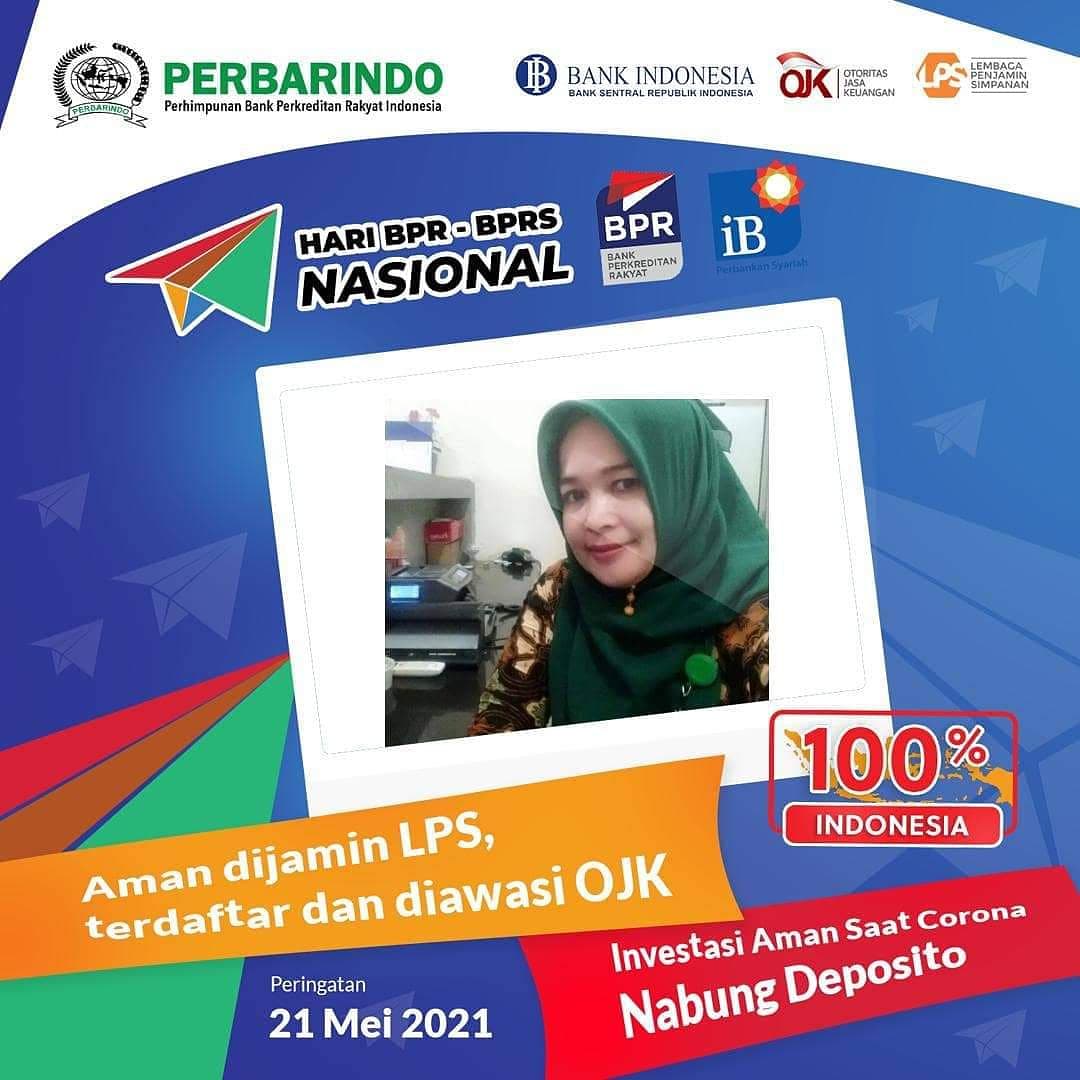 PERBARINDO
PERBARINDO
Perhimpunan Bank Perkreditan Rakyat Indonesia
BANK INDONESIA
BANK SENTRAL REPUBLIK INDONESIA
OJK
OTORITAS
JASA
KEUANGAN
LPS
LEMBAGA
PENJAMIN
SIMPANAN
HARI BPR - BPRS
NASIONAL
BPR
BANK
PERKREDITAN
RAKYAT
iB
Perbankan Syariah
100%
INDONESIA
Aman dijamin LPS,
terdaftar dan diawasi OJK
Investasi Aman Saat Corona
Nabung Deposito
Peringatan
21 Mei 2021